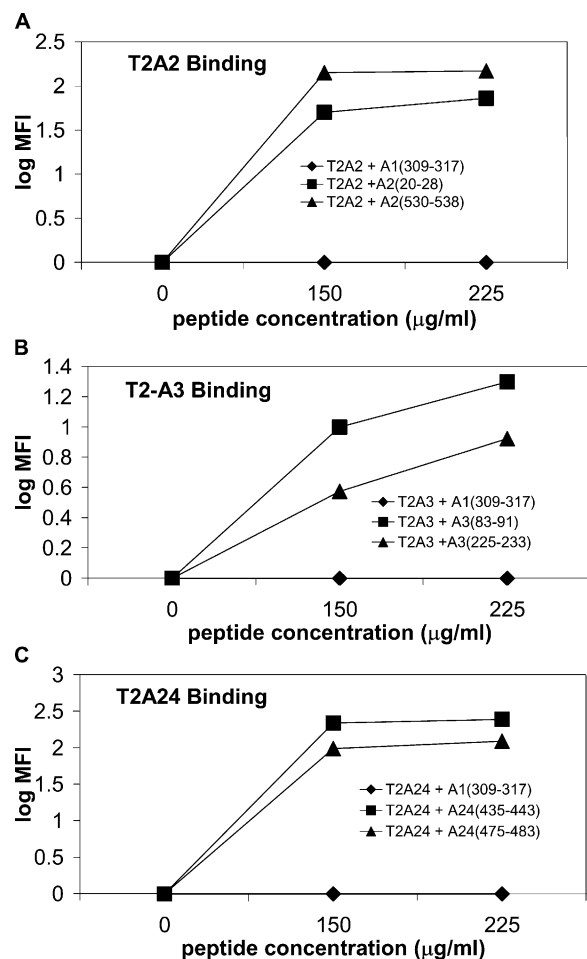 A
T2A2 Binding
2.5
2
1.5
1
0.5
0
log MFI
T2A2 + A1(309-317)
T2A2 +A2(20-28)
T2A2 + A2(530-538)
0 150 225
peptide concentration (μg/ml)
B
T2-A3 Binding
1.4
1.2
1
0.8
0.6
0.4
0.2
0
log MFI
T2A3 + A1(309-317)
T2A3 + A3(83-91)
T2A3 +A3(225-233)
0 150 225
peptide concentration (μg/ml)
C
T2A24 Binding
3
2.5
2
1.5
1
0.5
0
log MFI
T2A24 + A1(309-317)
T2A24 + A24(435-443)
T2A24 + A24(475-483)
0 150 225
peptide concentration (μg/ml)